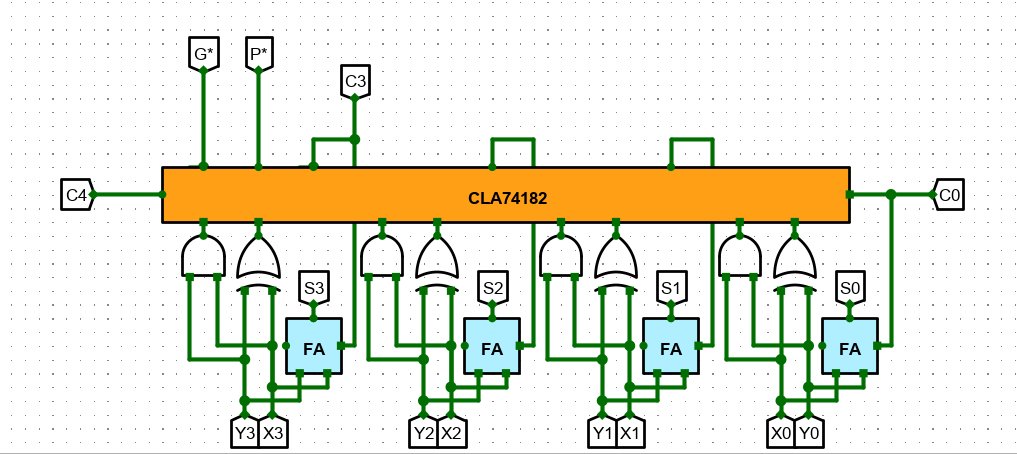 G* P*
C3
C4 CLA74182 C0
S3 S2 S1 S0
FA FA FA FA
Y3 X3 Y2 X2 Y1 X1 X0 Y0